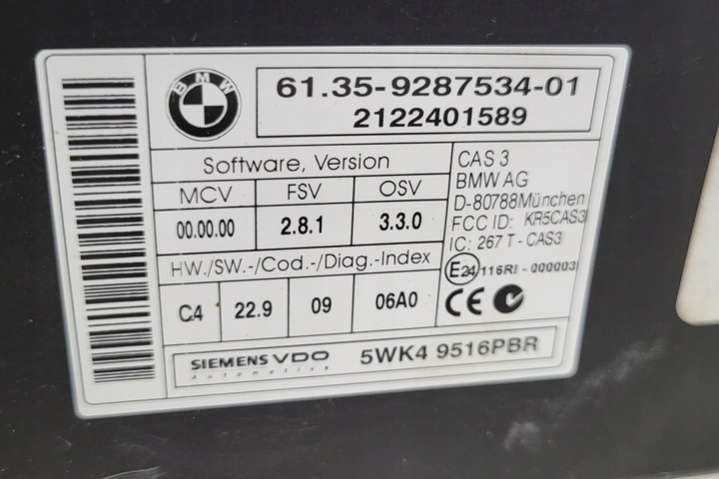 BMW
61.35-9287534-01
2122401589
Software, Version
MCV FSV OSV
00.00.00 2.8.1 3.3.0
HW./SW.-/Cod.-/Diag.-Index
C4 22.9 09 06A0
CAS 3
BMW AG
D-80788München
FCC ID: KR5CAS3
IC: 267 T - CAS3
E24 116RI - 000003
CE
SIEMENS VDO
Automotive
5WK4 9516PBR